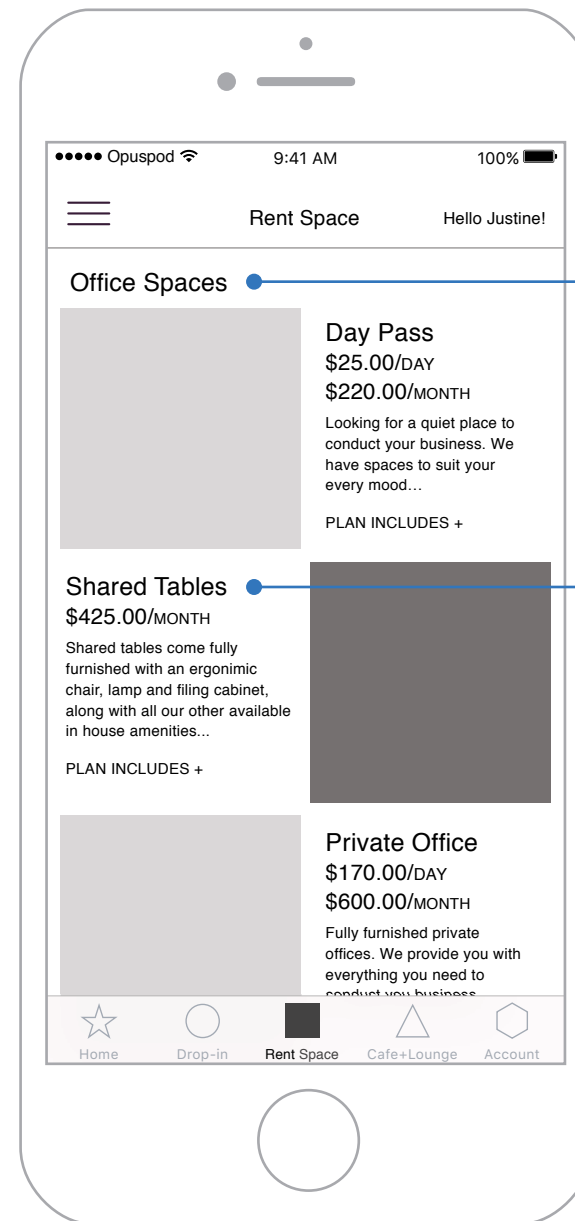 Opuspod 9:41 AM 100%
Rent Space Hello Justine!
Office Spaces
Day Pass
$25.00/DAY
$220.00/MONTH
Looking for a quiet place to
conduct your business. We
have spaces to suit your
every mood...
PLAN INCLUDES +
Shared Tables
$425.00/MONTH
Shared tables come fully
furnished with an ergonimic
chair, lamp and filing cabinet,
along with all our other available
in house amenities...
PLAN INCLUDES +
Private Office
$170.00/DAY
$600.00/MONTH
Fully furnished private
offices. We provide you with
everything you need to
conduct you business
Home Drop-in Rent Space Cafe+Lounge Account